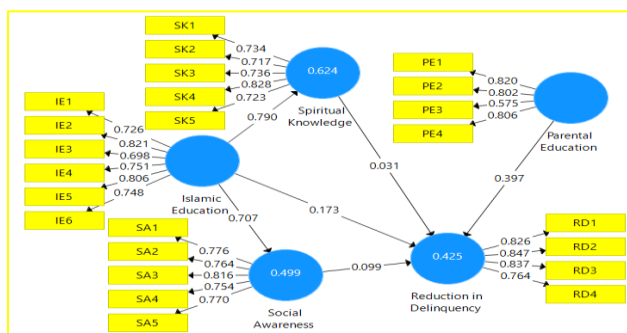 SK1
SK2
SK3
SK4
SK5
0.734
0.717
0.736
0.828
0.723
0.624
Spiritual
Knowledge
PE1
PE2
PE3
PE4
0.820
0.802
0.575
0.806
Parental
Education
IE1
IE2
IE3
IE4
IE5
IE6
0.726
0.821
0.698
0.751
0.806
0.748
Islamic
Education
0.790
0.031
0.397
0.707
0.173
SA1
SA2
SA3
SA4
SA5
0.776
0.764
0.816
0.754
0.770
0.499
Social
Awareness
0.099
0.425
Reduction in
Delinquency
0.826
0.847
0.837
0.764
RD1
RD2
RD3
RD4